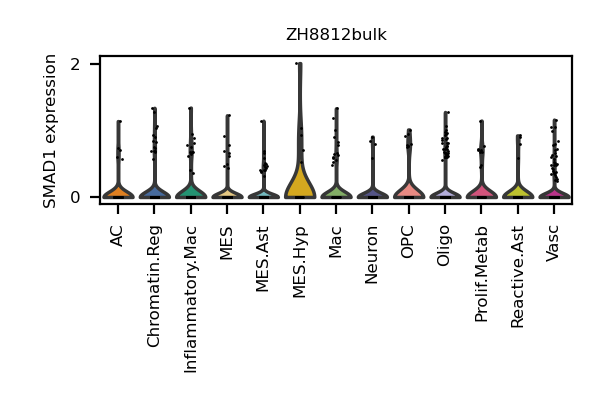 ZH8812bulk
SMAD1 expression
2
0
AC
Chromatin.Reg
Inflammatory.Mac
MES
MES.Ast
MES.Hyp
Mac
Neuron
OPC
Oligo
Prolif.Metab
Reactive.Ast
Vasc